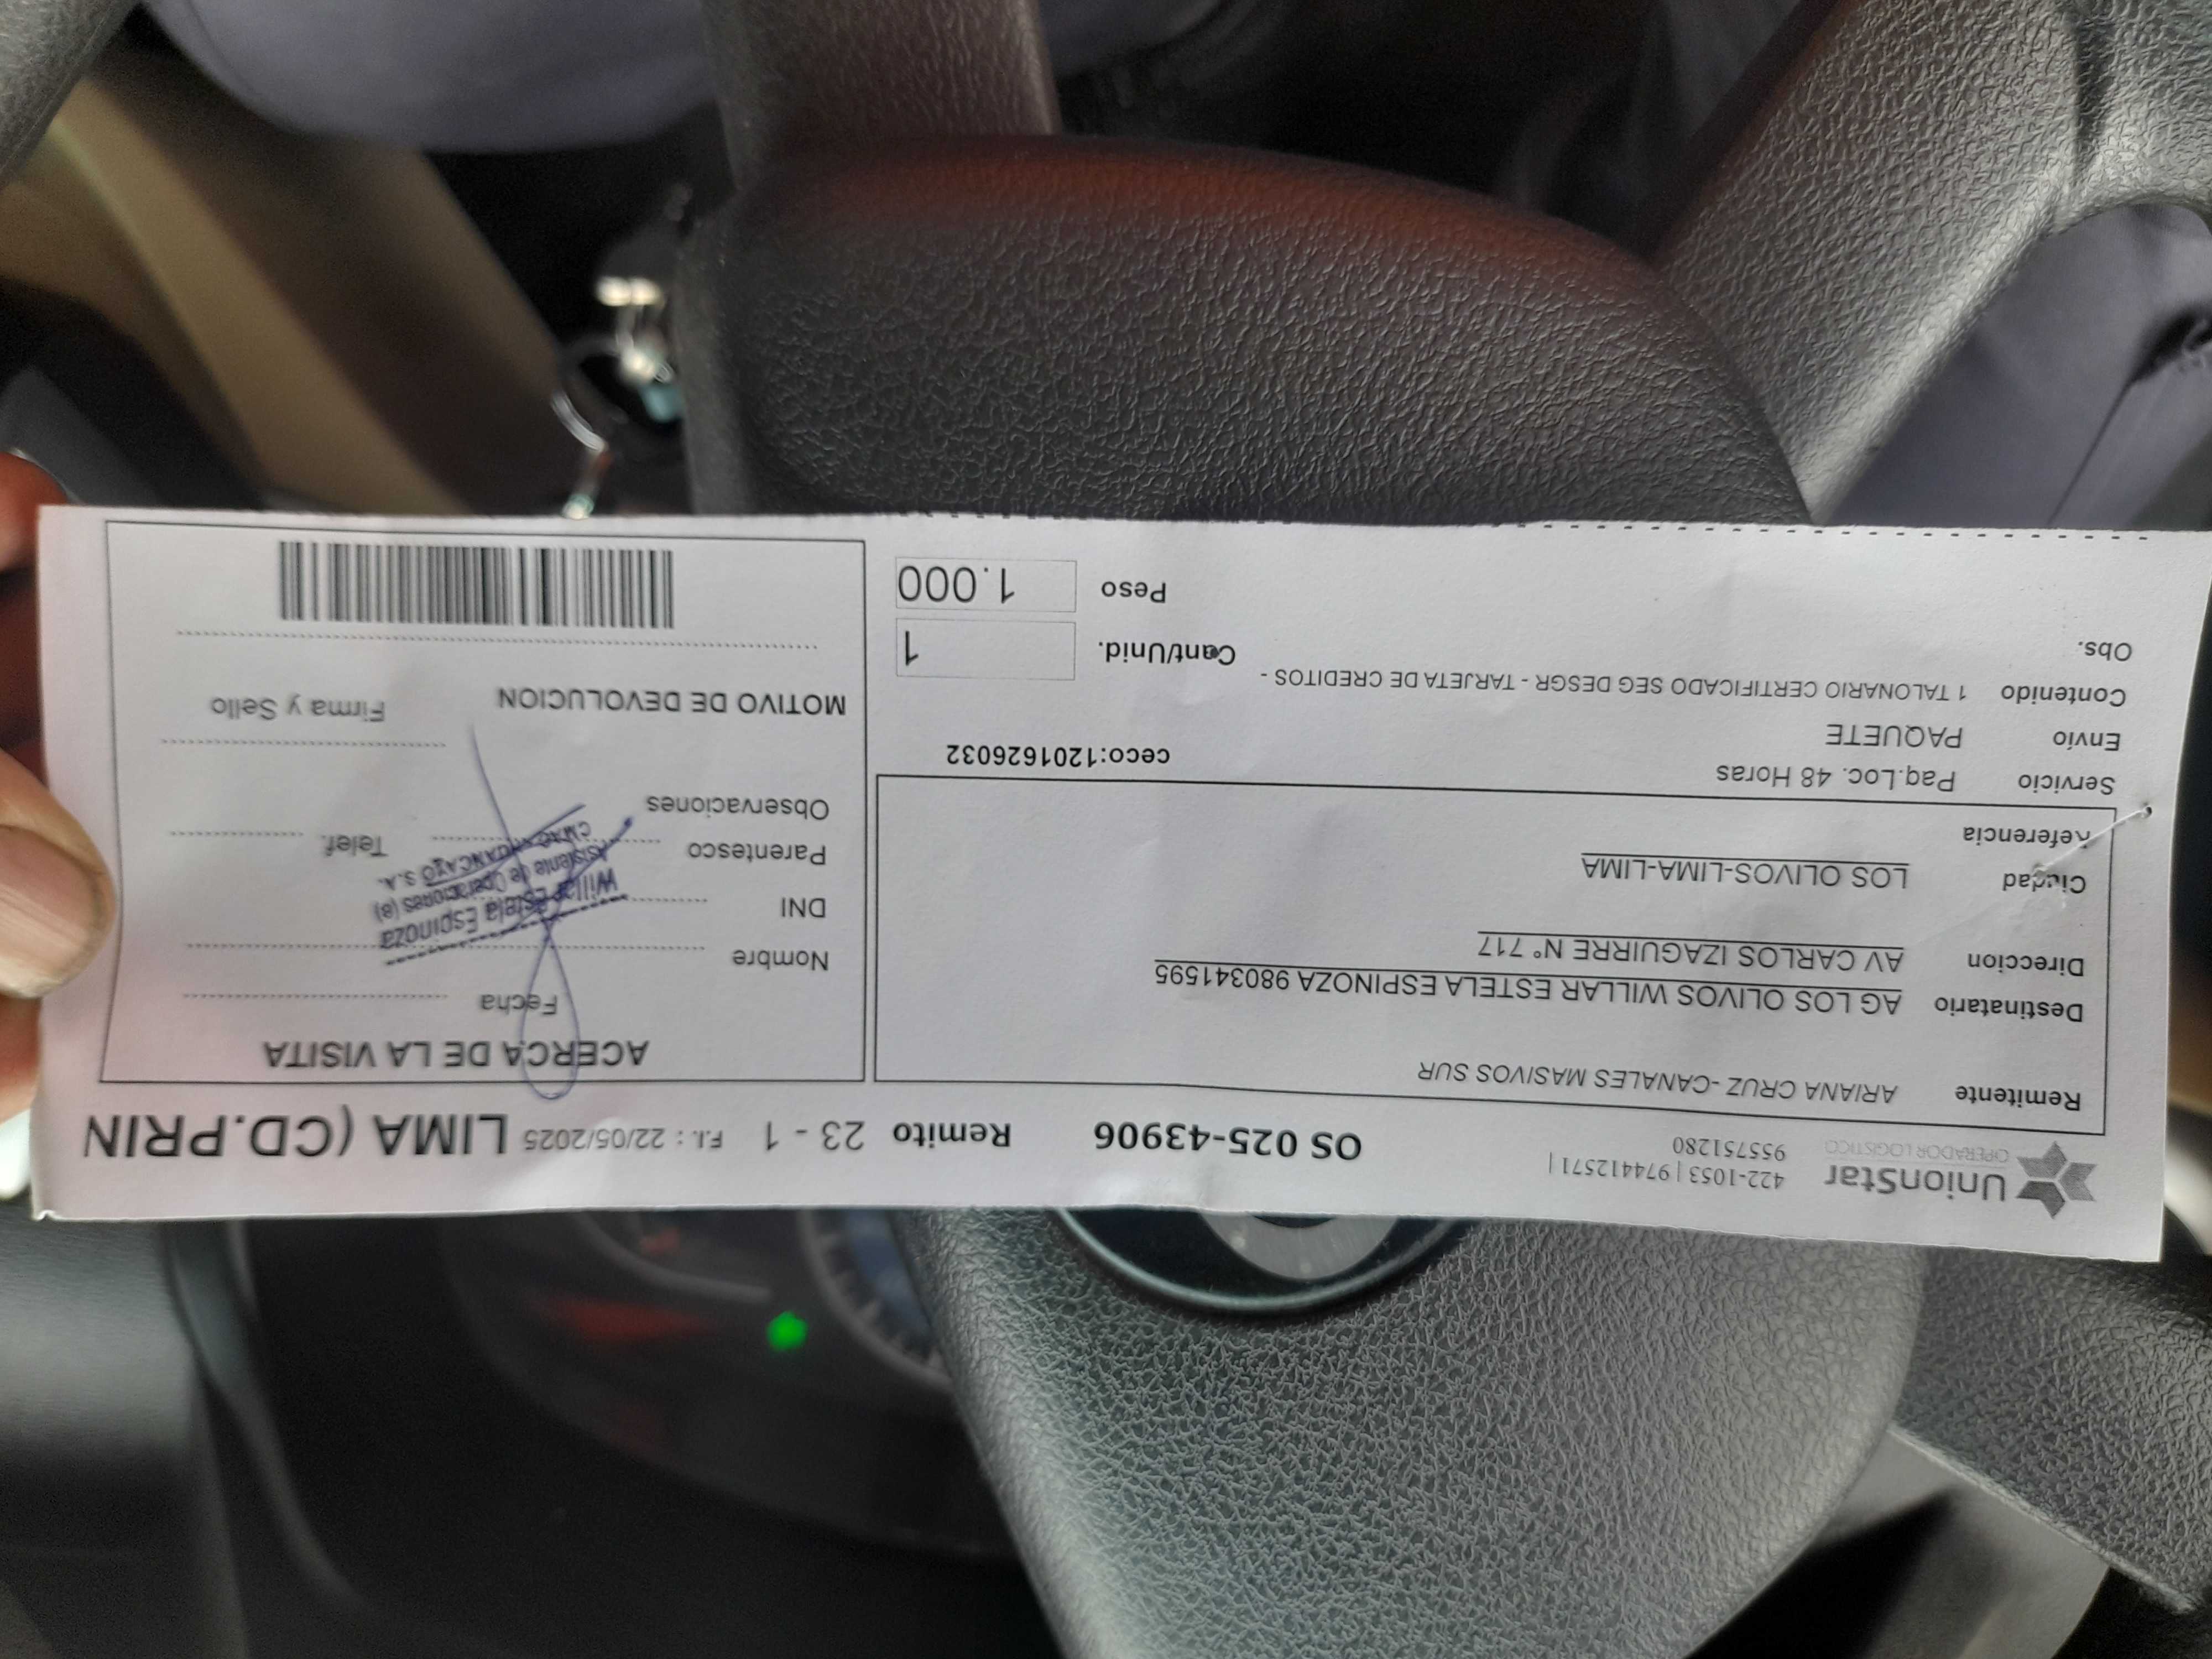 UnionStar
OPERADOR LOGISTICO
422-1053 | 974412571 |
955751280
OS 025-43906
Remito 23 - 1
F.I. : 22/05/2025
LIMA (CD.PRIN
Remitente ARIANA CRUZ -CANALES MASIVOS SUR
Destinatario AG LOS OLIVOS WILLAR ESTELA ESPINOZA 980341595
Direccion AV CARLOS IZAGUIRRE N° 717
Ciudad LOS OLIVOS-LIMA-LIMA
Referencia
Servicio Paq.Loc. 48 Horas
ceco:1201626032
Envío PAQUETE
Contenido 1 TALONARIO CERTIFICADO SEG DESGR - TARJETA DE CREDITOS -
Obs.
Cant/Unid. 1
Peso 1.000
ACERCA DE LA VISITA
Fecha
Nombre
DNI
Parentesco
Telef.
Observaciones
Willar Estela Espinoza
Asistente de Operaciones (e)
CMAC HUANCAYO S.A.
MOTIVO DE DEVOLUCION
Firma y Sello